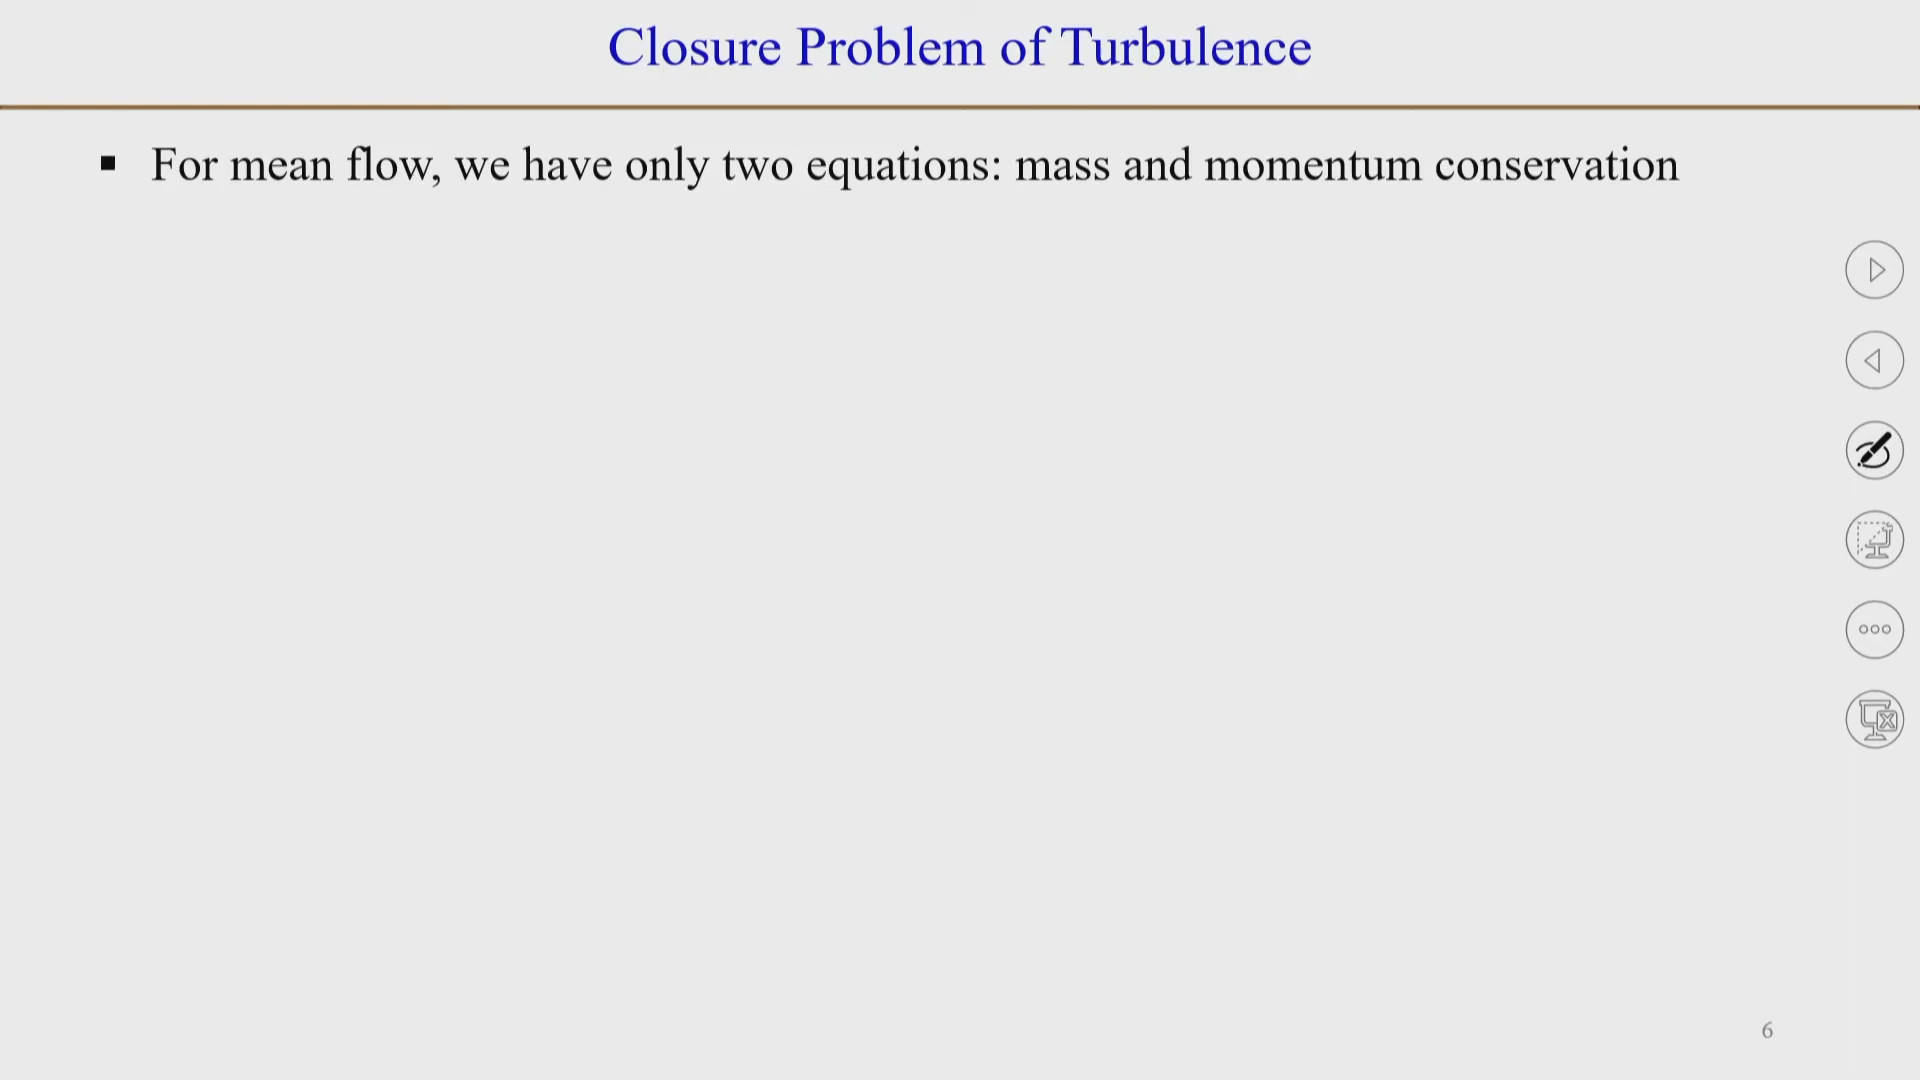 Closure Problem of Turbulence
▪ For mean flow, we have only two equations: mass and momentum conservation
6